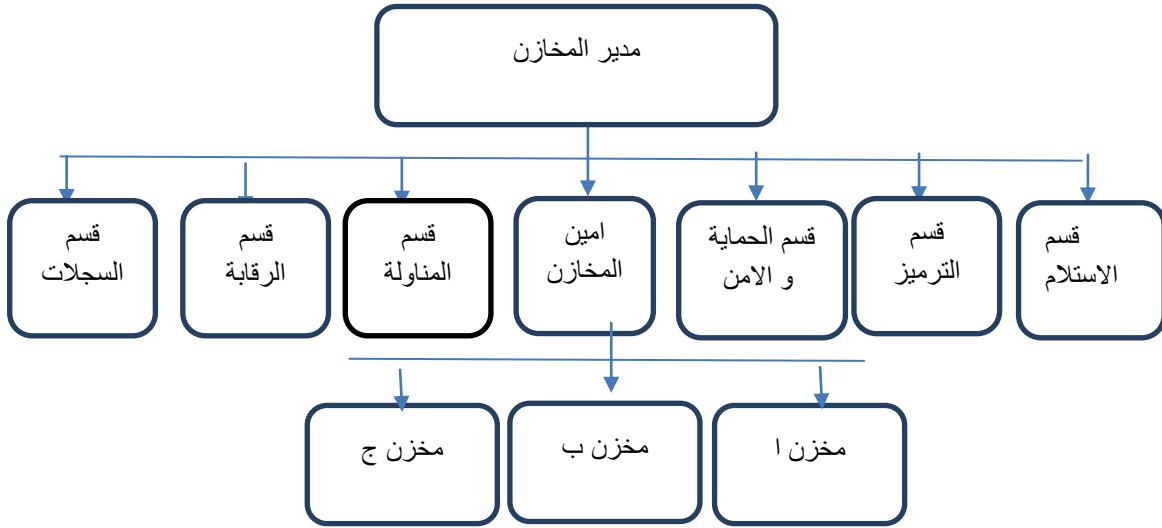 مدير المخازن
قسم
الاستلام
قسم
الترميز
قسم الحماية
و الامن
امين
المخازن
قسم
المناولة
قسم
الرقابة
قسم
السجلات
مخزن ا
مخزن ب
مخزن ج